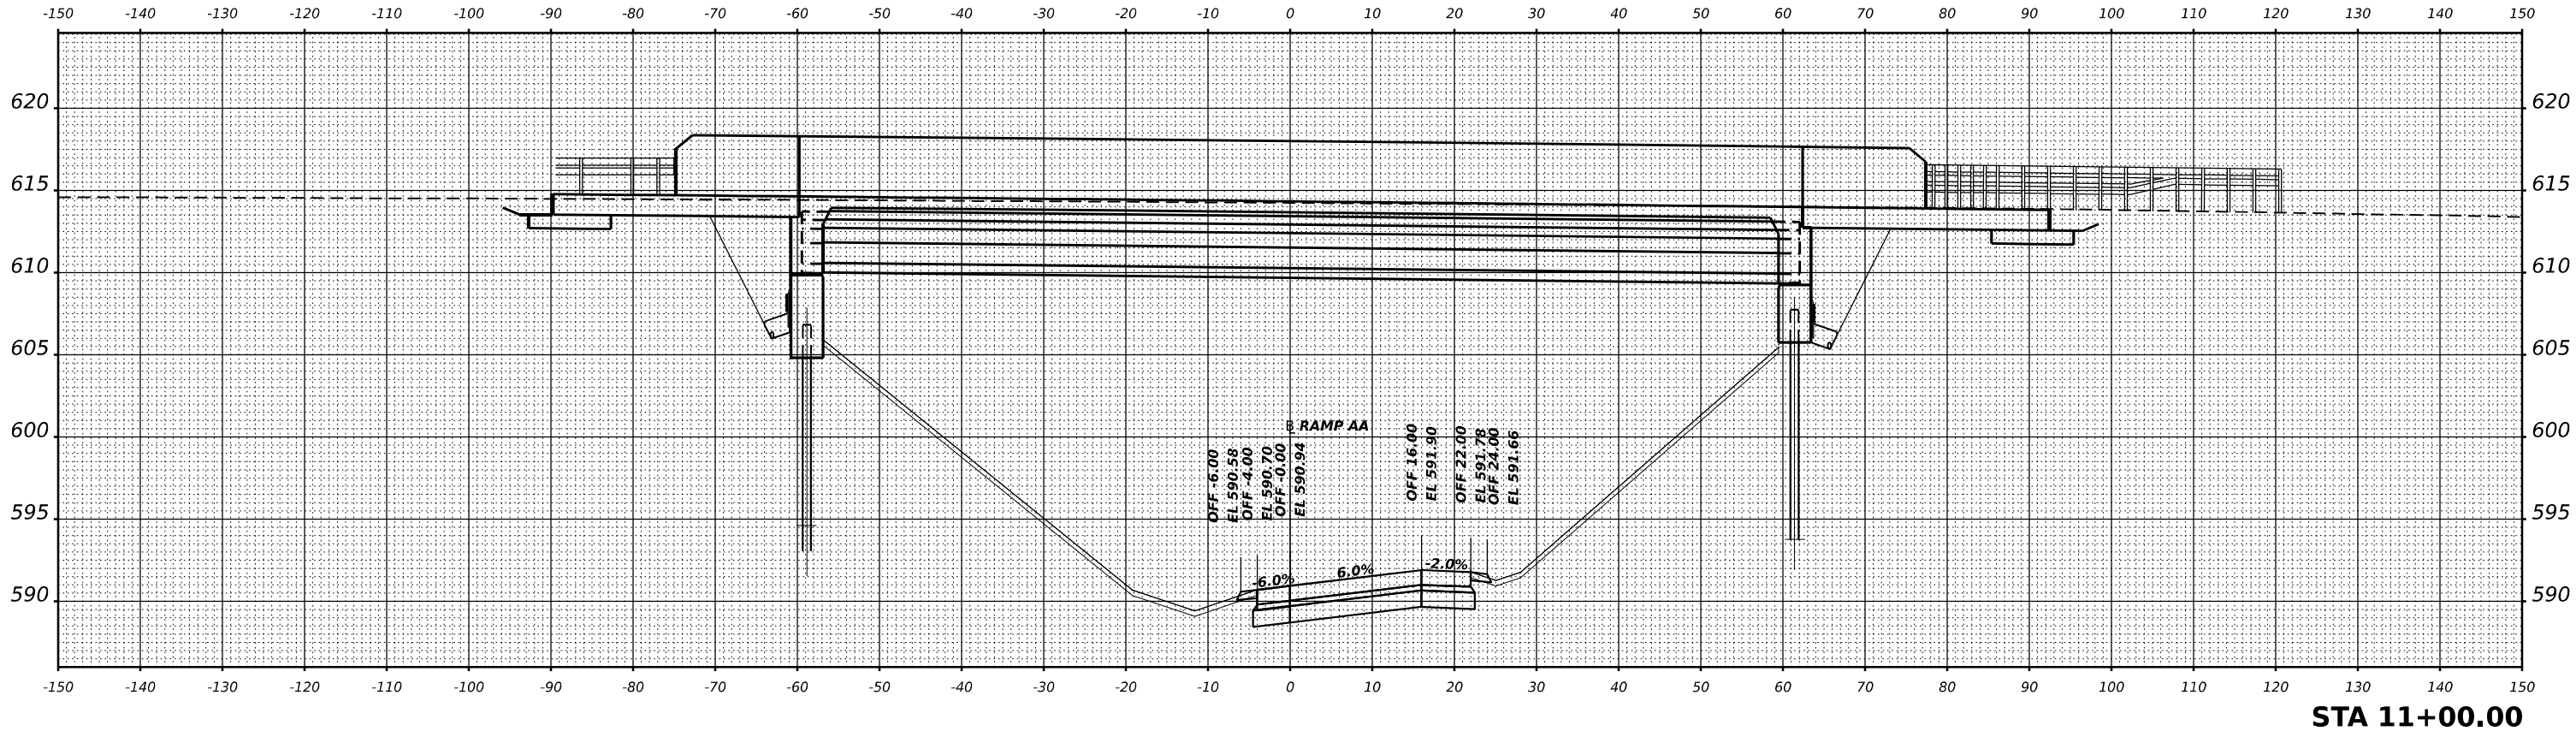 -150 -140 -130 -120 -110 -100 -90 -80 -70 -60 -50 -40 -30 -20 -10 0 10 20 30 40 50 60 70 80 90 100 110 120 130 140 150
620 620
615 615
610 610
605 605
600 600
595 595
590 590
B RAMP AA
OFF -6.00
EL 590.58
OFF -4.00
EL 590.70
OFF -0.00
EL 590.94
OFF 16.00
EL 591.90
OFF 22.00
EL 591.78
OFF 24.00
EL 591.66
-6.0% 6.0% -2.0%
-150 -140 -130 -120 -110 -100 -90 -80 -70 -60 -50 -40 -30 -20 -10 0 10 20 30 40 50 60 70 80 90 100 110 120 130 140 150
STA 11+00.00